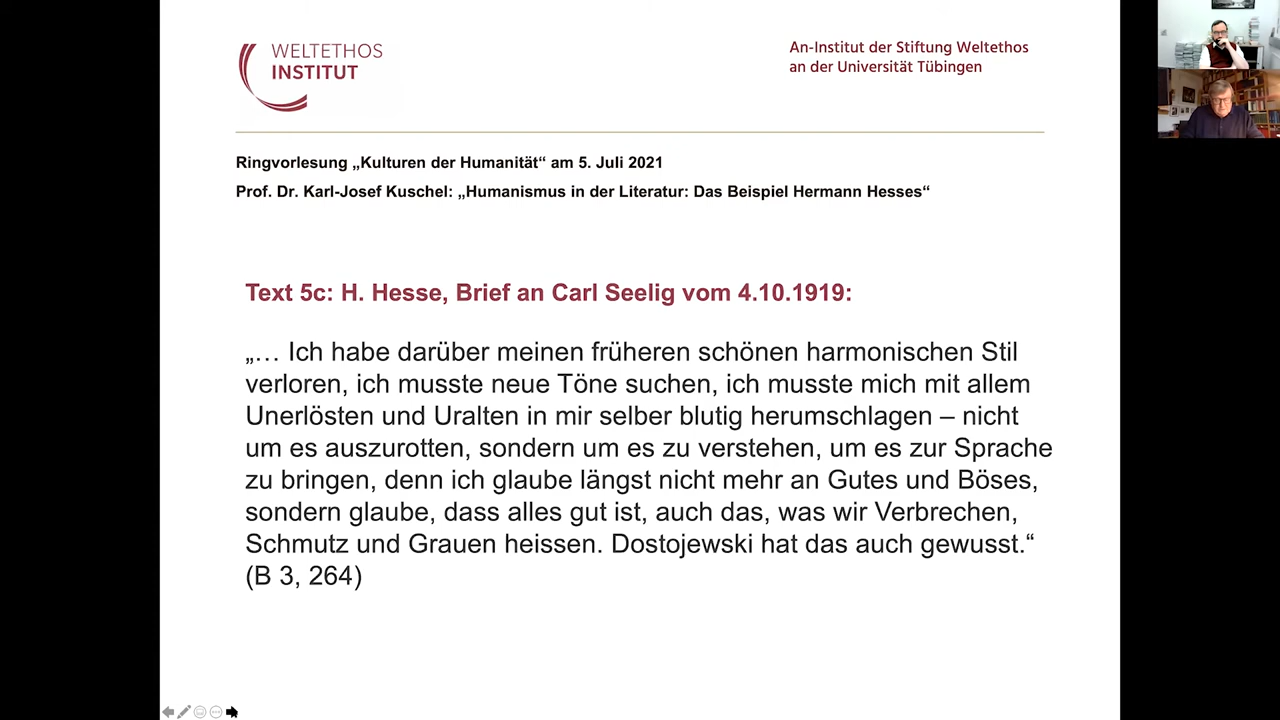 WELTETHOS
INSTITUT
An-Institut der Stiftung Weltethos
an der Universität Tübingen
Ringvorlesung „Kulturen der Humanität“ am 5. Juli 2021
Prof. Dr. Karl-Josef Kuschel: „Humanismus in der Literatur: Das Beispiel Hermann Hesses“
Text 5c: H. Hesse, Brief an Carl Seelig vom 4.10.1919:
„… Ich habe darüber meinen früheren schönen harmonischen Stil
verloren, ich musste neue Töne suchen, ich musste mich mit allem
Unerlösten und Uralten in mir selber blutig herumschlagen – nicht
um es auszurotten, sondern um es zu verstehen, um es zur Sprache
zu bringen, denn ich glaube längst nicht mehr an Gutes und Böses,
sondern glaube, dass alles gut ist, auch das, was wir Verbrechen,
Schmutz und Grauen heissen. Dostojewski hat das auch gewusst.“
(B 3, 264)